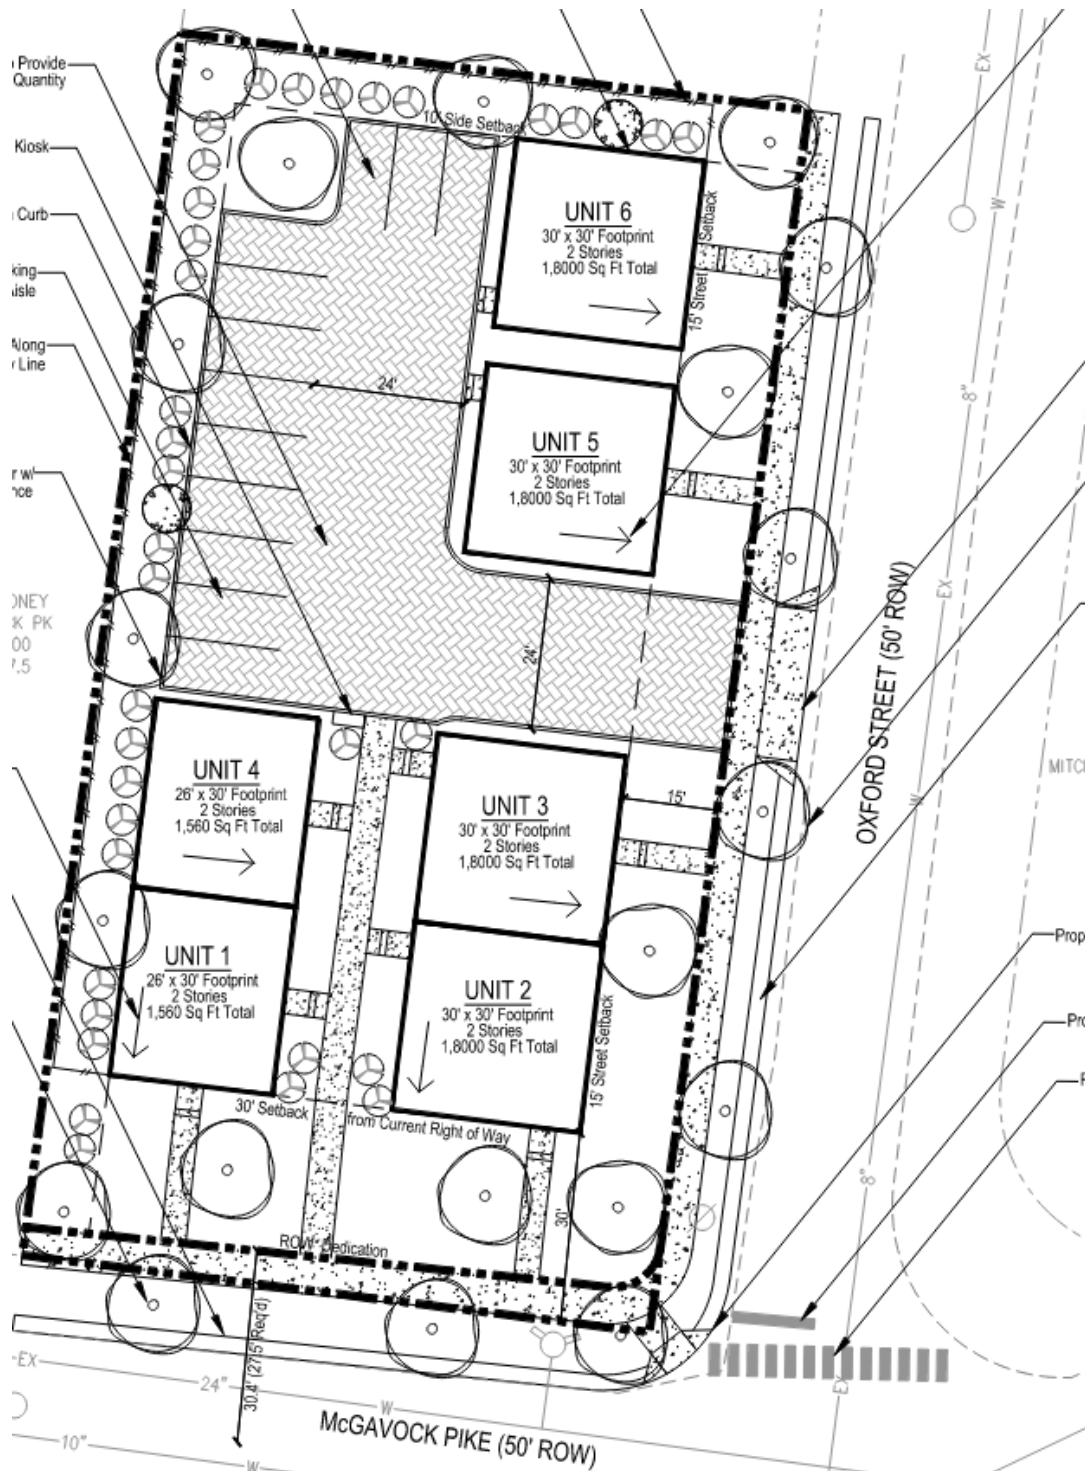 Provide
Quantity
Kiosk
Curb
king
Aisle
Along
Line
r w/
nce
ONEY
K PK
00
7.5
10' Side Setback
UNIT 6
30' x 30' Footprint
2 Stories
1,8000 Sq Ft Total
15' Street Setback
EX
W
24'
UNIT 5
30' x 30' Footprint
2 Stories
1,8000 Sq Ft Total
8"
EX
OXFORD STREET (50' ROW)
24'
UNIT 4
26' x 30' Footprint
2 Stories
1,560 Sq Ft Total
UNIT 3
30' x 30' Footprint
2 Stories
1,8000 Sq Ft Total
15'
W
MITCH
UNIT 1
26' x 30' Footprint
2 Stories
1,560 Sq Ft Total
UNIT 2
30' x 30' Footprint
2 Stories
1,8000 Sq Ft Total
15' Street Setback
Prop
Pro
P
30' Setback from Current Right of Way
8"
30'
ROW Dedication
30.4' (27.5' Req'd)
EX
24"
W
EX
McGAVOCK PIKE (50' ROW)
10"
W